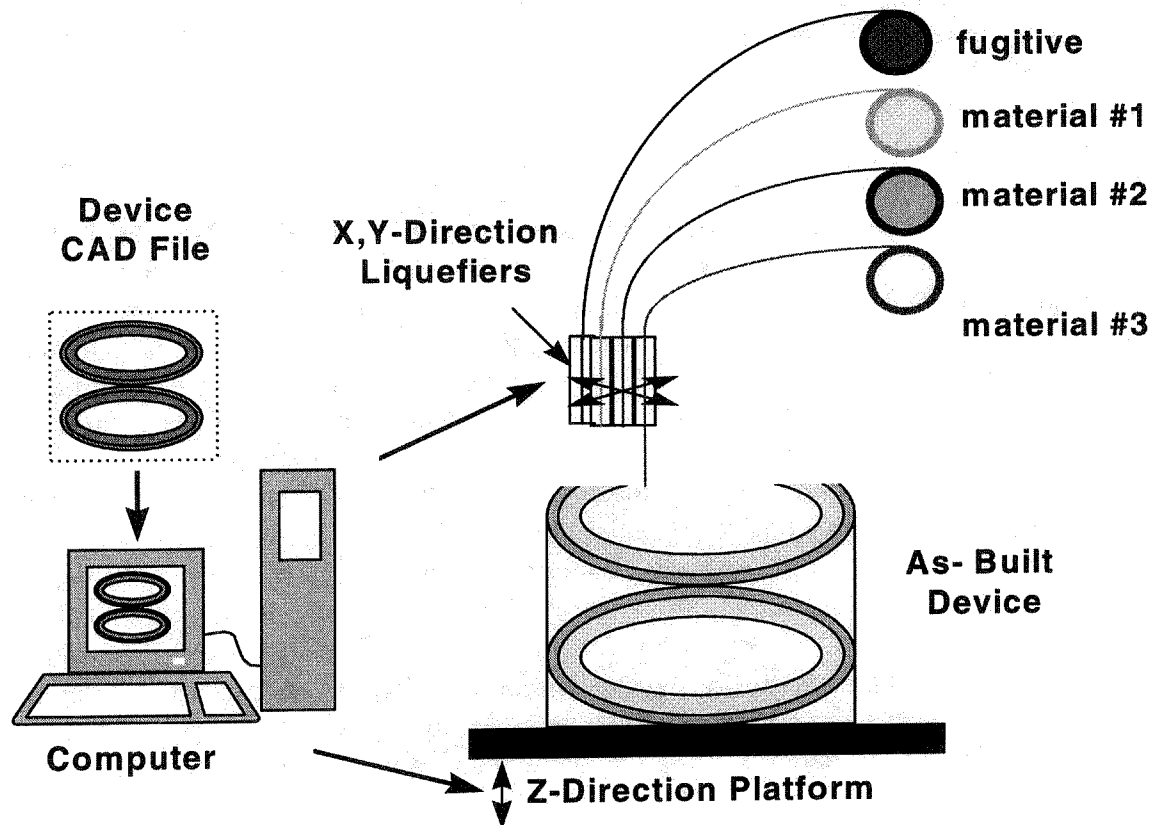 fugitive
material #1
material #2
material #3
Device
CAD File
X,Y-Direction
Liquefiers
As- Built
Device
Computer
Z-Direction Platform